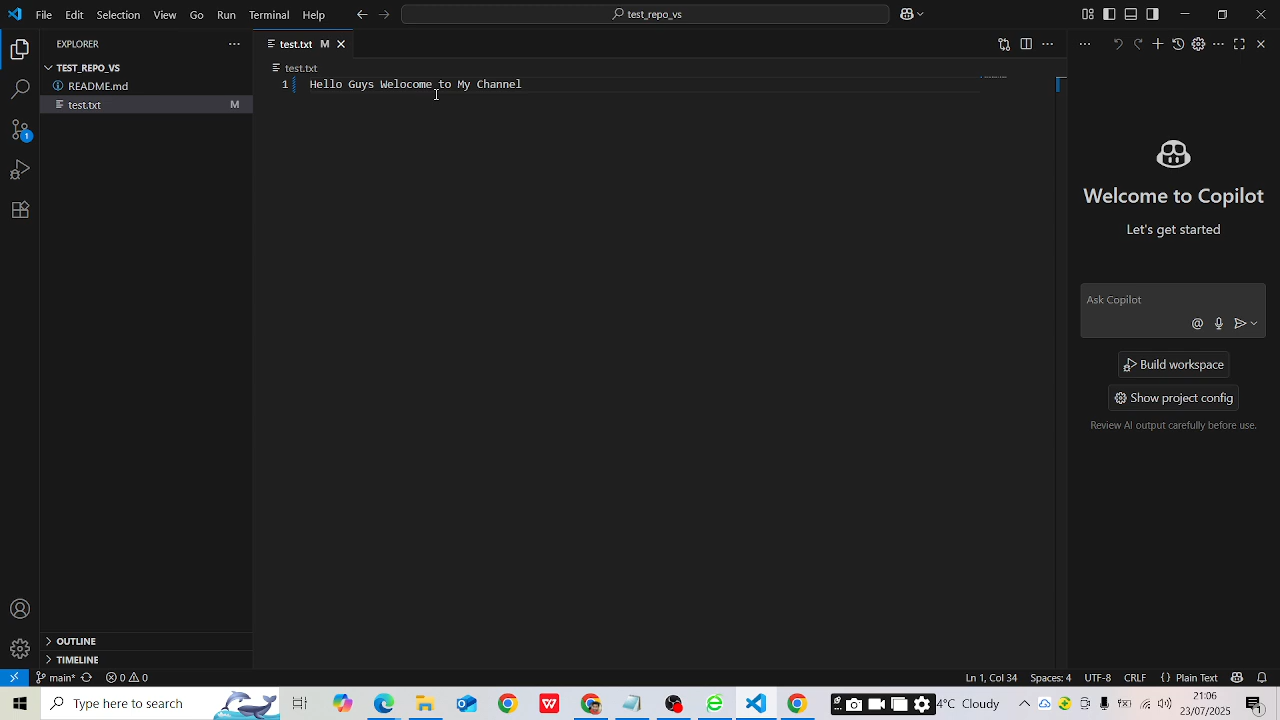 File Edit Selection View Go Run Terminal Help
test_repo_vs
EXPLORER
TEST_REPO_VS
README.md
test.txt M
test.txt M
test.txt
1 Hello Guys Welocome to My Channel
Welcome to Copilot
Let's get started
Ask Copilot
Build workspace
Show project config
Review AI output carefully before use.
1
OUTLINE
TIMELINE
main* 0 0
Ln 1, Col 34 Spaces: 4 UTF-8 CRLF {} Plain Text
Type here to search
4°C Cloudy
21:06
23/07/2025
1